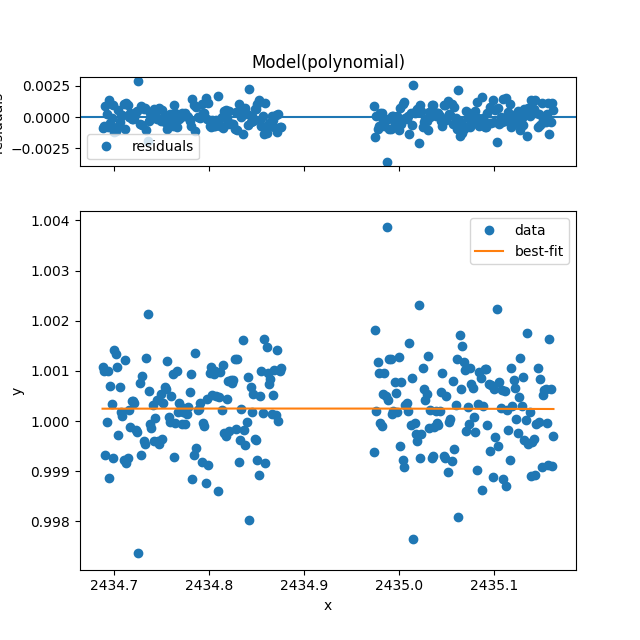 Model(polynomial)
0.0025
0.0000
−0.0025
residuals
1.004
1.003
1.002
1.001
1.000
0.999
0.998
y
data
best-fit
2434.7 2434.8 2434.9 2435.0 2435.1
x